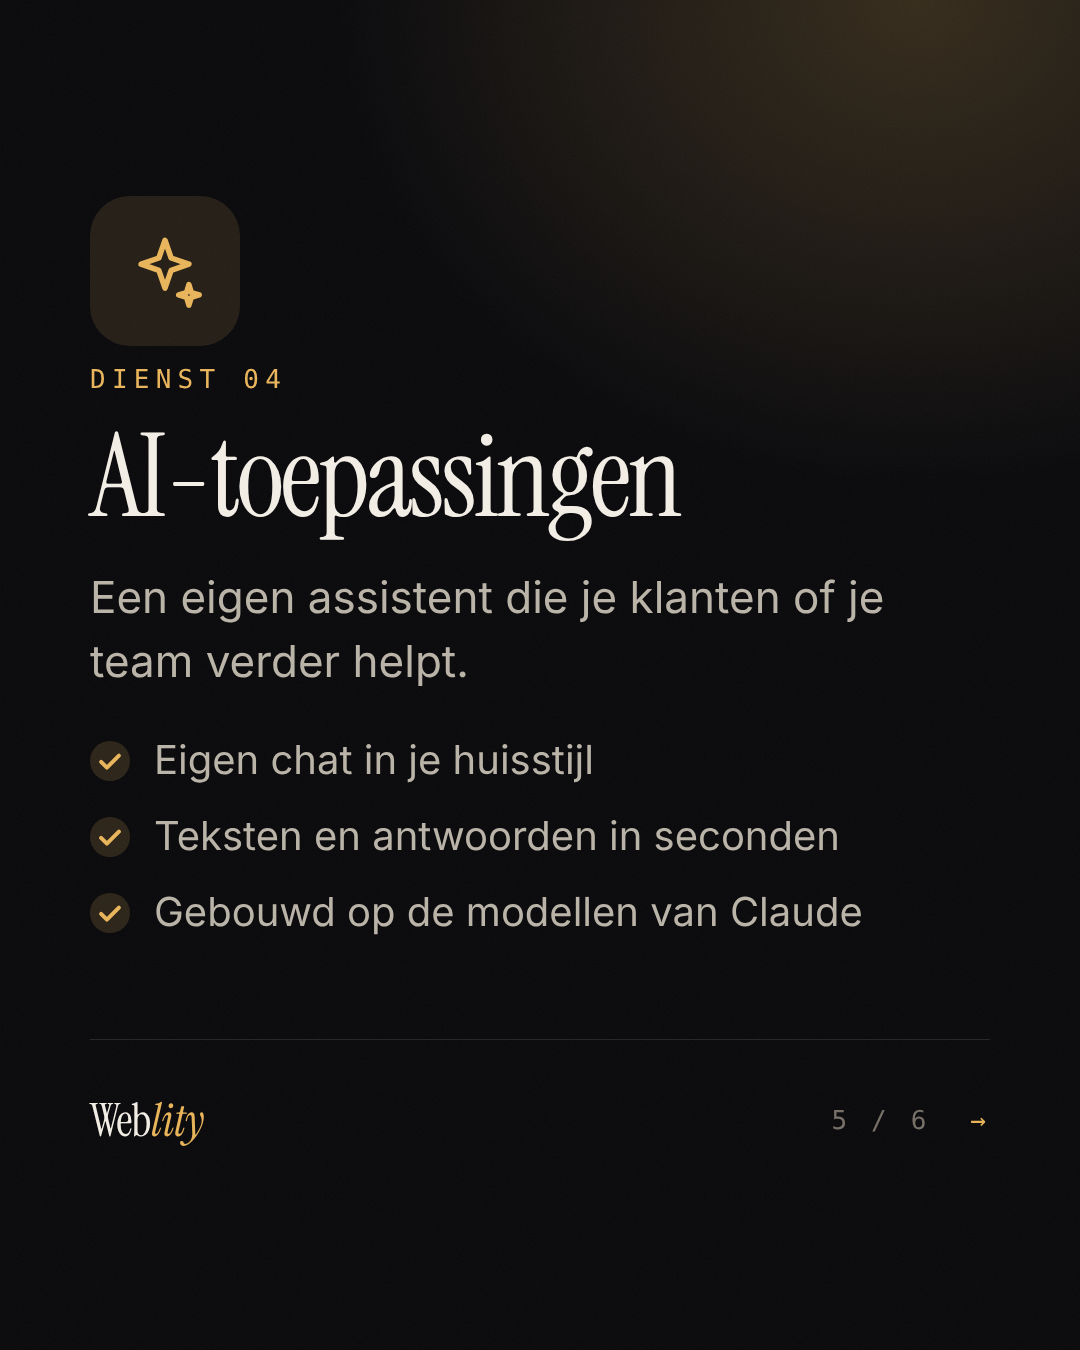 DIENST 04
AI-toepassingen
Een eigen assistent die je klanten of je
team verder helpt.
Eigen chat in je huisstijl
Teksten en antwoorden in seconden
Gebouwd op de modellen van Claude
Weblity
5 / 6 →